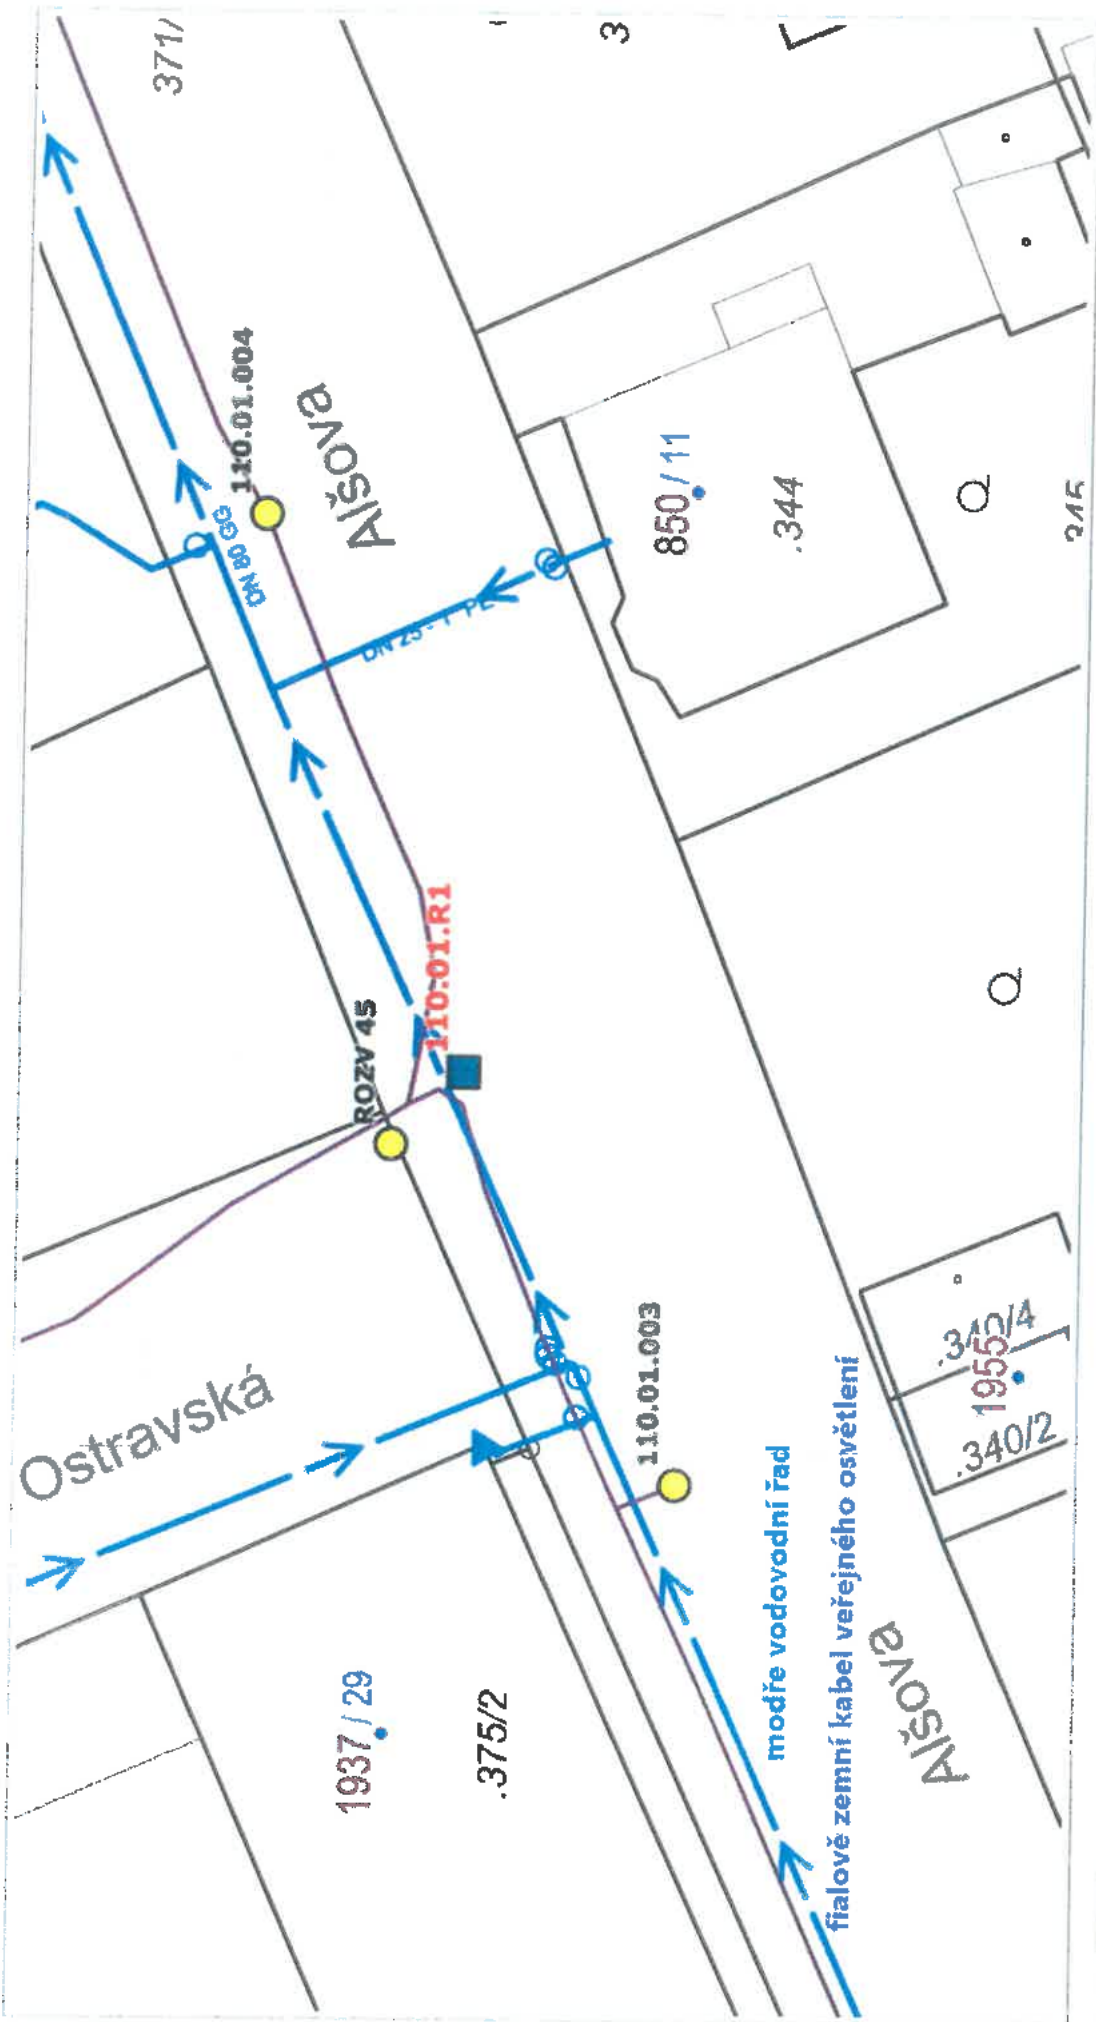 Ostravská
1937 / 29
.375/2
ROZV 45
110.01.R1
110.01.003
110.01.004
Alšova
DN 80
DN 25 - 1" PE
850 / 11
.344
371/
3
.340/4
1955
.340/2
modře vodovodní řad
fialově zemní kabel veřejného osvětlení
Alšova